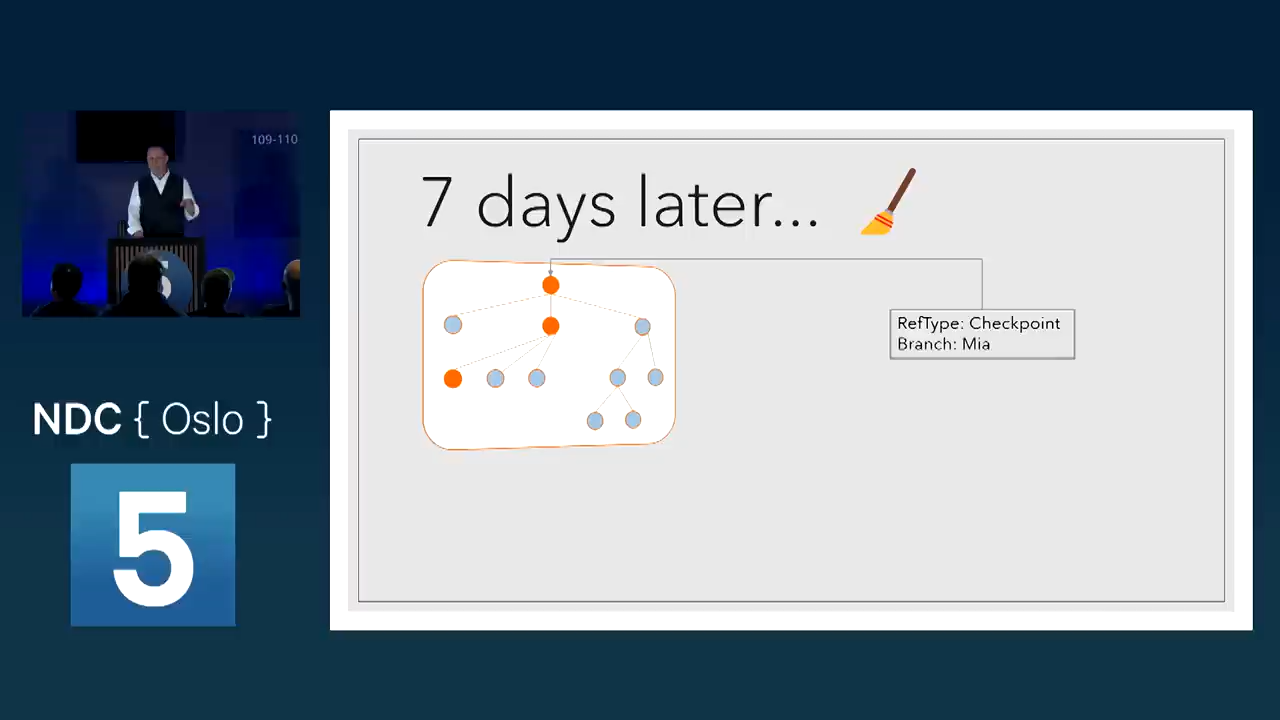 109-110
7 days later...
RefType: Checkpoint
Branch: Mia
NDC { Oslo }
5